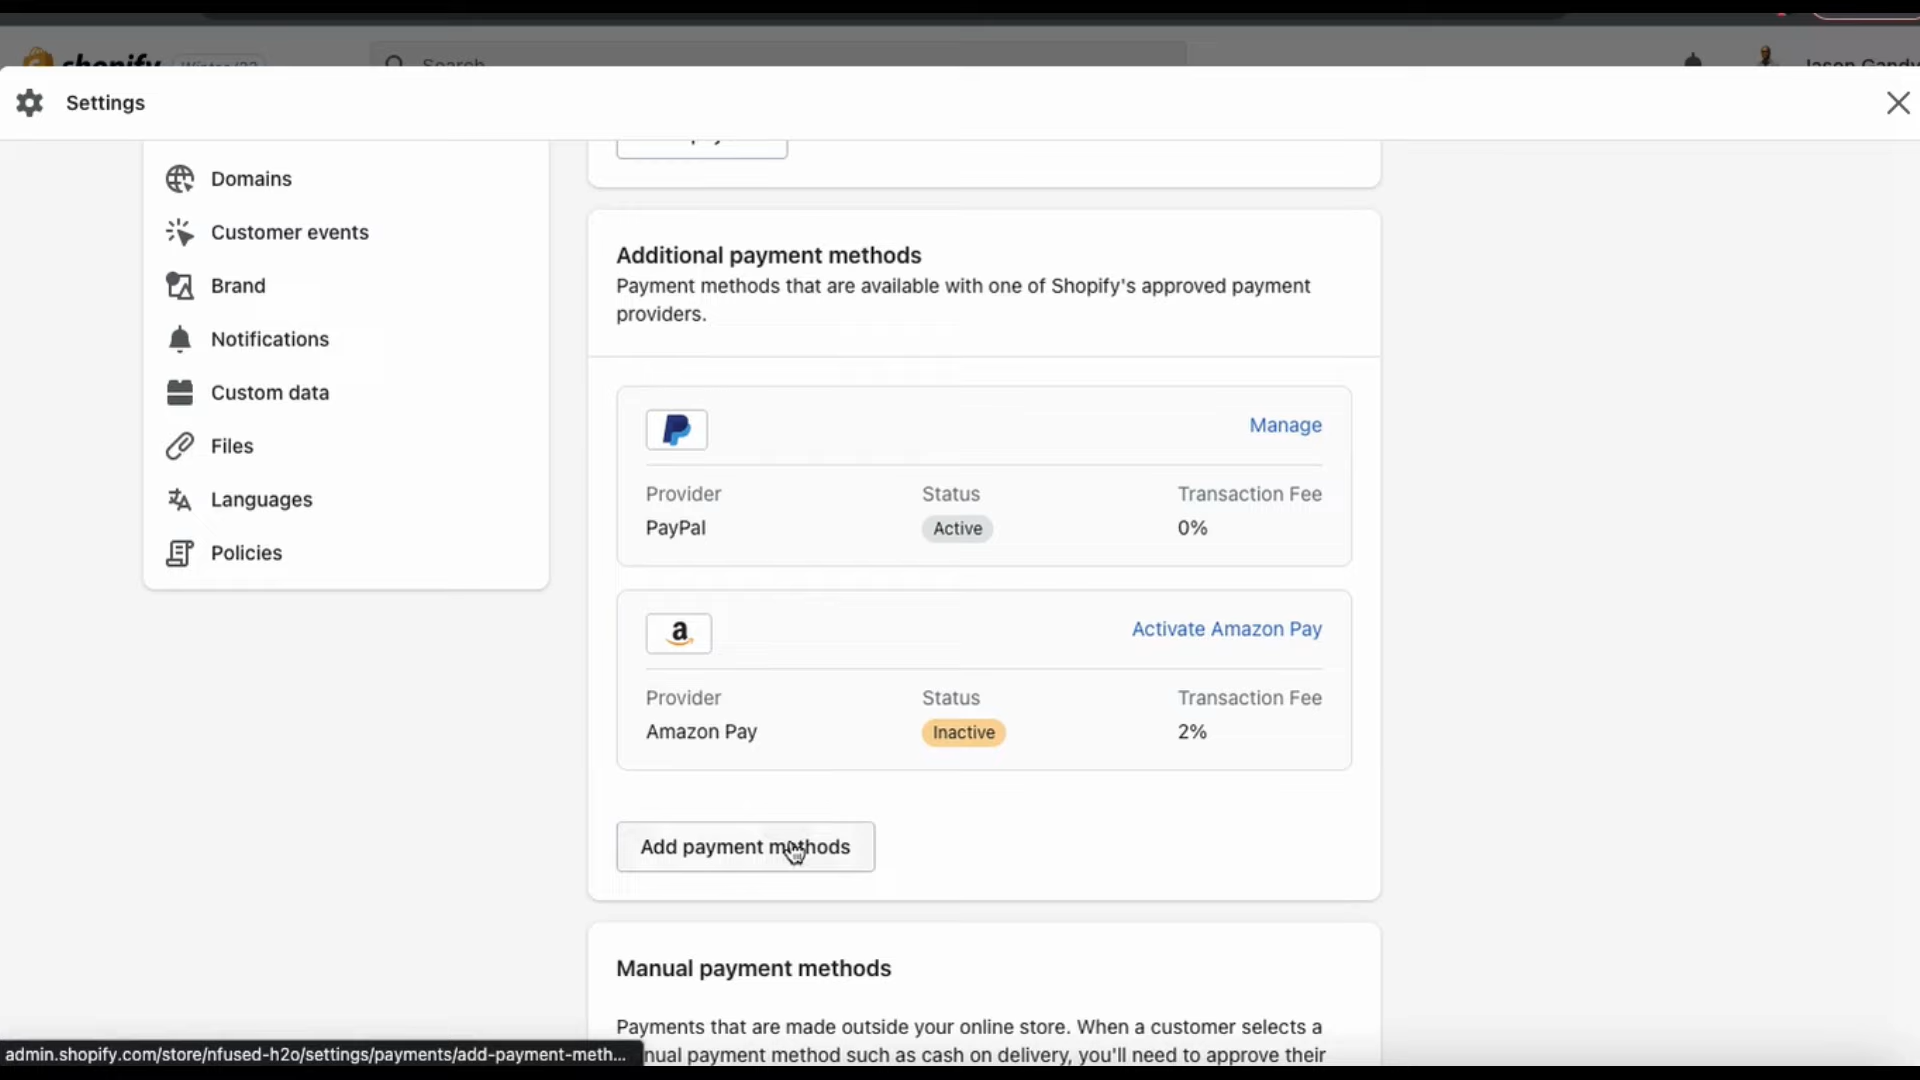 shopify
Search
Jason Gandy
Settings
Domains
Customer events
Brand
Notifications
Custom data
Files
Languages
Policies
Additional payment methods
Payment methods that are available with one of Shopify's approved payment
providers.
Manage
Provider Status Transaction Fee
PayPal Active 0%
a Activate Amazon Pay
Provider Status Transaction Fee
Amazon Pay Inactive 2%
Add payment methods
Manual payment methods
Payments that are made outside your online store. When a customer selects a
nual payment method such as cash on delivery, you'll need to approve their
admin.shopify.com/store/nfused-h2o/settings/payments/add-payment-meth...